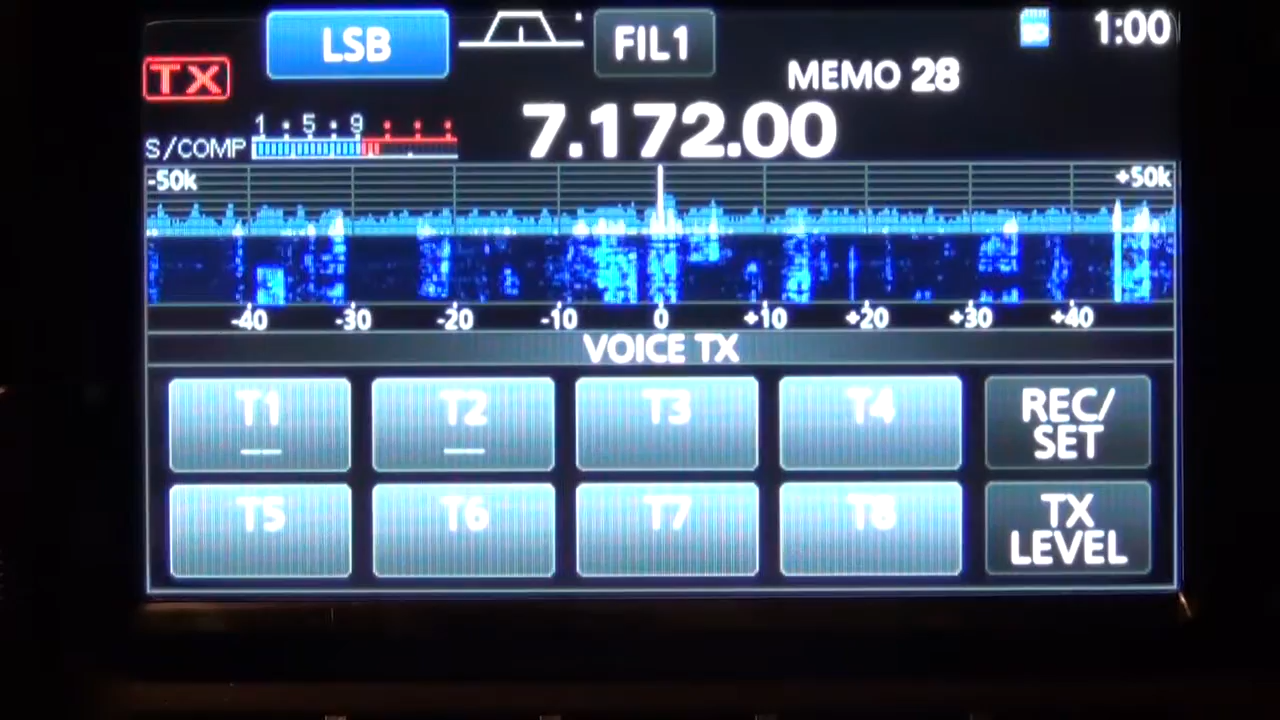 LSB FIL1 SD 1:00
TX MEMO 28
1 5 9
S/COMP 7.172.00
-50k +50k
-40 -30 -20 -10 0 +10 +20 +30 +40
VOICE TX
T1 T2 T3 T4 REC/
SET
T5 T6 T7 T8 TX
LEVEL